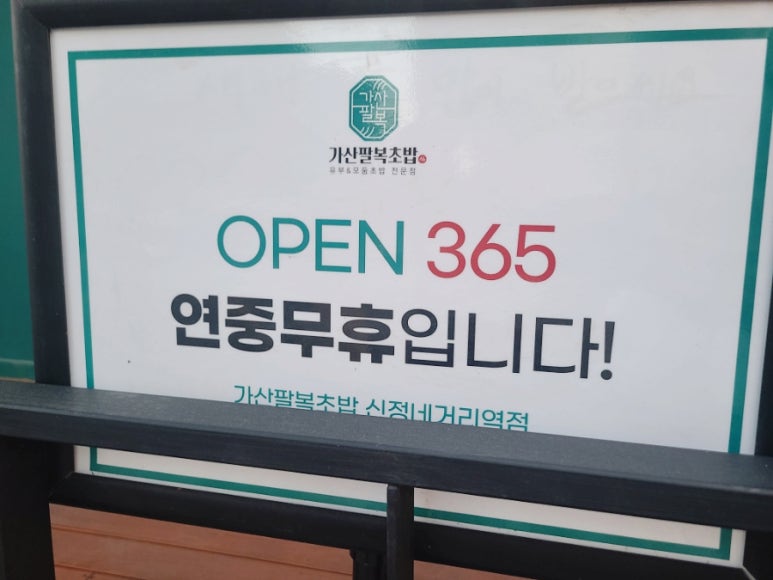 가산
팔복
가산팔복초밥
유부&모둠초밥 전문점
OPEN 365
연중무휴입니다!
가산팔복초밥 신정네거리역점